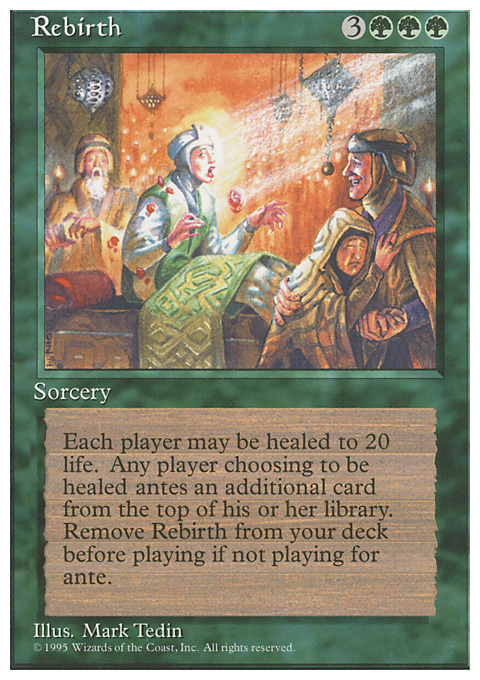 Rebirth 3
Sorcery
Each player may be healed to 20
life. Any player choosing to be
healed antes an additional card
from the top of his or her library.
Remove Rebirth from your deck
before playing if not playing for
ante.
Illus. Mark Tedin
© 1995 Wizards of the Coast, Inc. All rights reserved.